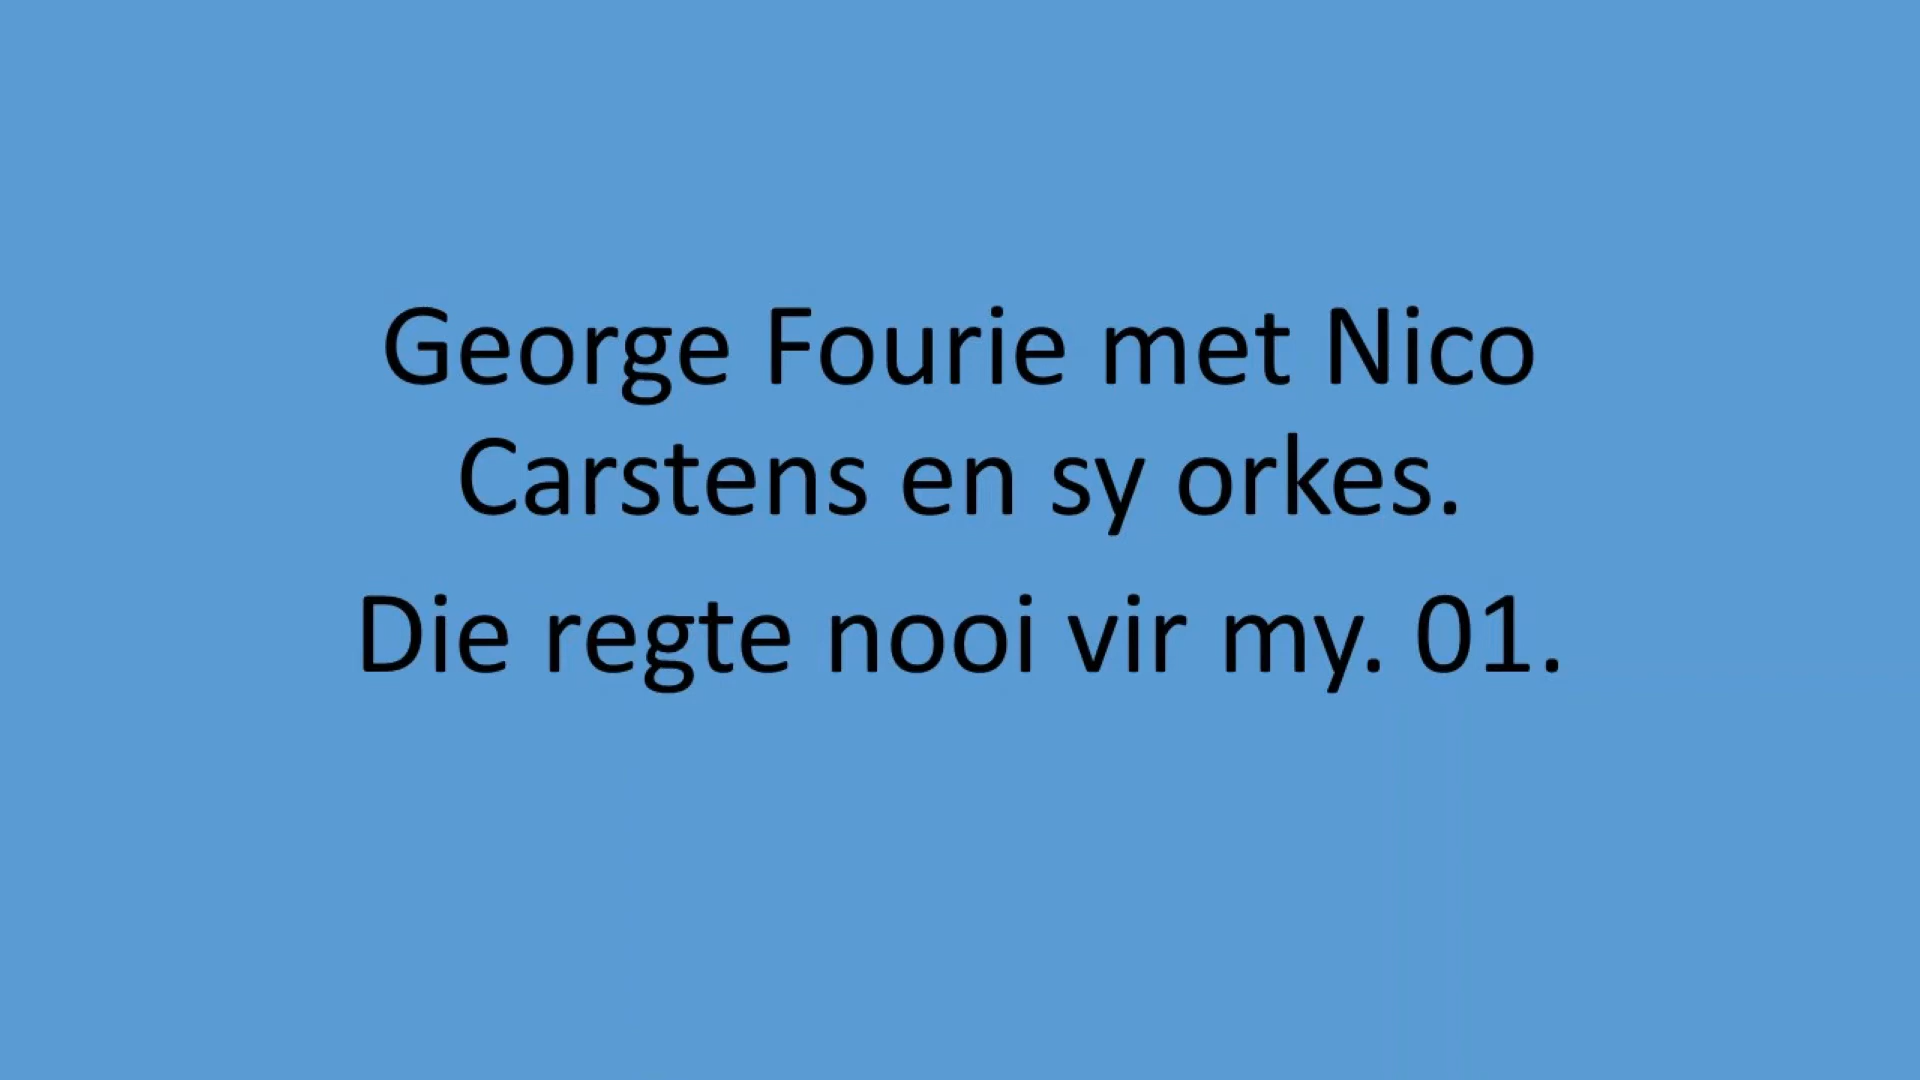 George Fourie met Nico
Carstens en sy orkes.
Die regte nooi vir my. 01.